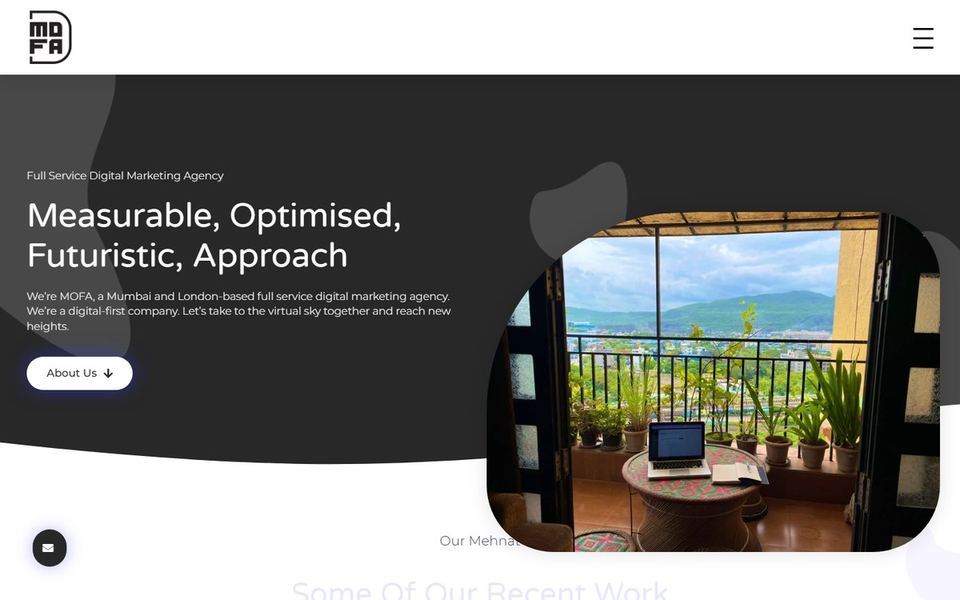 MO
FA
Full Service Digital Marketing Agency
Measurable, Optimised,
Futuristic, Approach
We're MOFA, a Mumbai and London-based full service digital marketing agency.
We're a digital-first company. Let's take to the virtual sky together and reach new
heights.
About Us
Our Mehnat
Some Of Our Recent Work